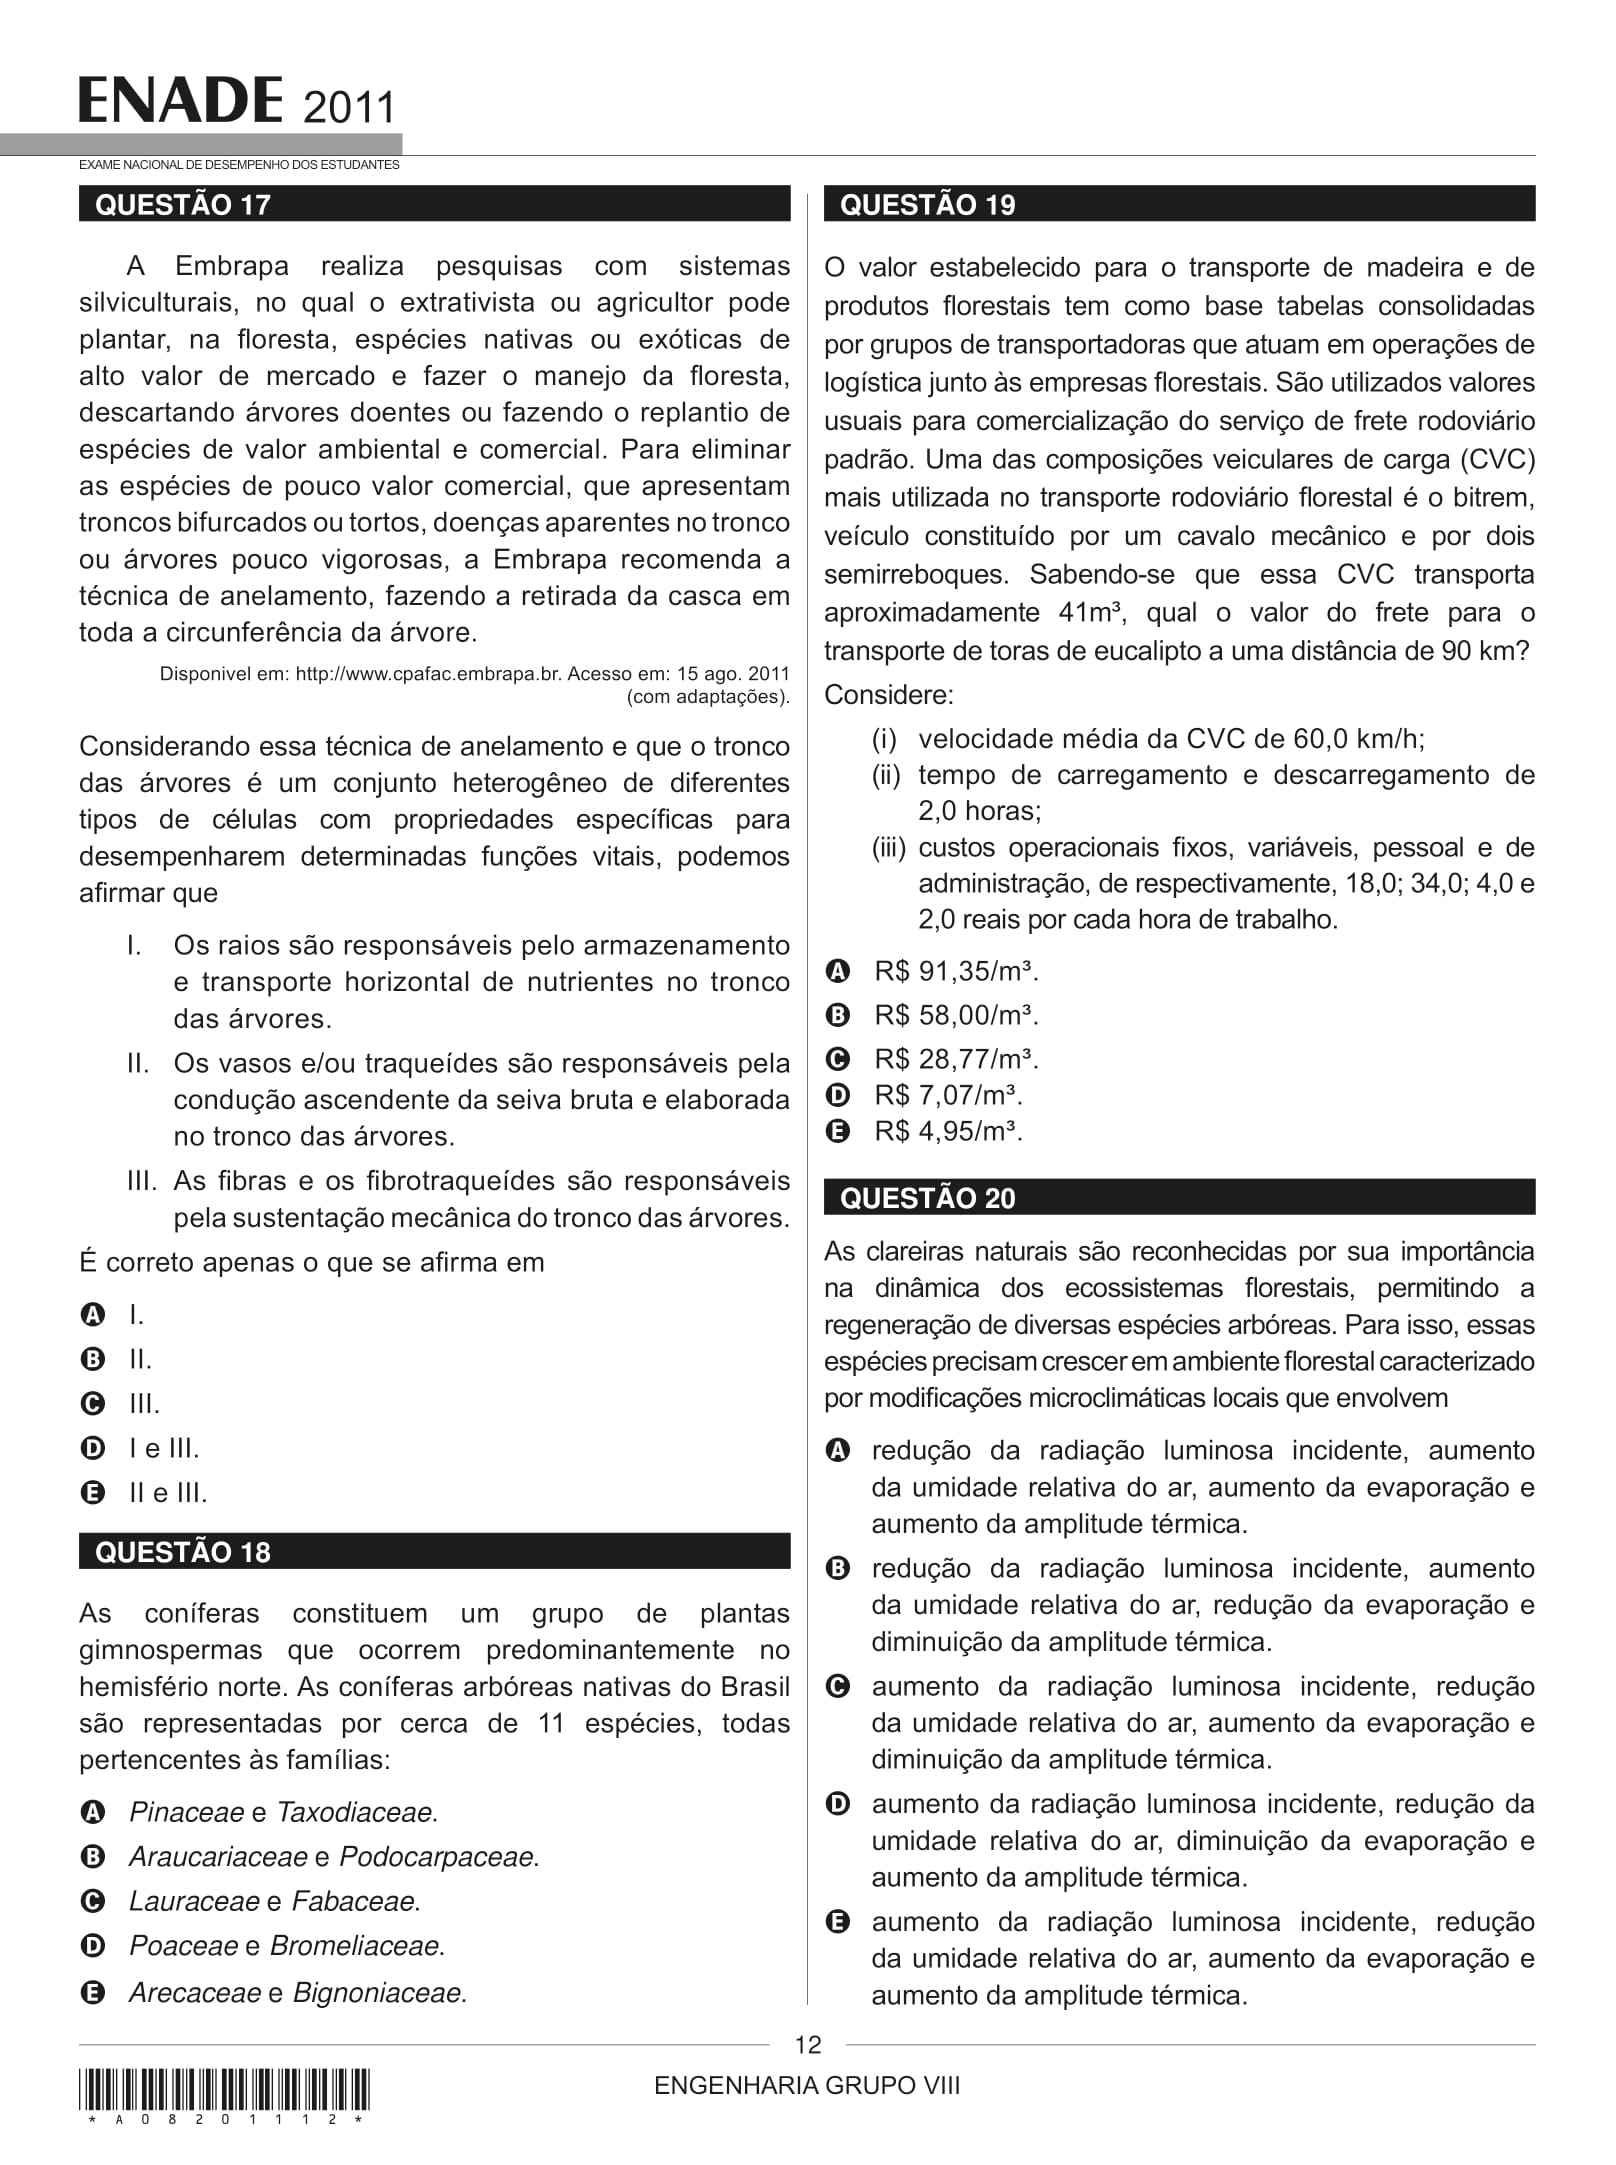 ENADE 2011
EXAME NACIONAL DE DESEMPENHO DOS ESTUDANTES
QUESTÃO 17
A Embrapa realiza pesquisas com sistemas
silviculturais, no qual o extrativista ou agricultor pode
plantar, na floresta, espécies nativas ou exóticas de
alto valor de mercado e fazer o manejo da floresta,
descartando árvores doentes ou fazendo o replantio de
espécies de valor ambiental e comercial. Para eliminar
as espécies de pouco valor comercial, que apresentam
troncos bifurcados ou tortos, doenças aparentes no tronco
ou árvores pouco vigorosas, a Embrapa recomenda a
técnica de anelamento, fazendo a retirada da casca em
toda a circunferência da árvore.
Disponivel em: http://www.cpafac.embrapa.br. Acesso em: 15 ago. 2011
(com adaptações).
Considerando essa técnica de anelamento e que o tronco
das árvores é um conjunto heterogêneo de diferentes
tipos de células com propriedades específicas para
desempenharem determinadas funções vitais, podemos
afirmar que
I. Os raios são responsáveis pelo armazenamento
e transporte horizontal de nutrientes no tronco
das árvores.
II. Os vasos e/ou traqueídes são responsáveis pela
condução ascendente da seiva bruta e elaborada
no tronco das árvores.
III. As fibras e os fibrotraqueídes são responsáveis
pela sustentação mecânica do tronco das árvores.
É correto apenas o que se afirma em
A I.
B II.
C III.
D I e III.
E II e III.
QUESTÃO 18
As coníferas constituem um grupo de plantas
gimnospermas que ocorrem predominantemente no
hemisfério norte. As coníferas arbóreas nativas do Brasil
são representadas por cerca de 11 espécies, todas
pertencentes às famílias:
A Pinaceae e Taxodiaceae.
B Araucariaceae e Podocarpaceae.
C Lauraceae e Fabaceae.
D Poaceae e Bromeliaceae.
E Arecaceae e Bignoniaceae.
QUESTÃO 19
O valor estabelecido para o transporte de madeira e de
produtos florestais tem como base tabelas consolidadas
por grupos de transportadoras que atuam em operações de
logística junto às empresas florestais. São utilizados valores
usuais para comercialização do serviço de frete rodoviário
padrão. Uma das composições veiculares de carga (CVC)
mais utilizada no transporte rodoviário florestal é o bitrem,
veículo constituído por um cavalo mecânico e por dois
semirreboques. Sabendo-se que essa CVC transporta
aproximadamente 41m³, qual o valor do frete para o
transporte de toras de eucalipto a uma distância de 90 km?
Considere:
(i) velocidade média da CVC de 60,0 km/h;
(ii) tempo de carregamento e descarregamento de
2,0 horas;
(iii) custos operacionais fixos, variáveis, pessoal e de
administração, de respectivamente, 18,0; 34,0; 4,0 e
2,0 reais por cada hora de trabalho.
A R$ 91,35/m³.
B R$ 58,00/m³.
C R$ 28,77/m³.
D R$ 7,07/m³.
E R$ 4,95/m³.
QUESTÃO 20
As clareiras naturais são reconhecidas por sua importância
na dinâmica dos ecossistemas florestais, permitindo a
regeneração de diversas espécies arbóreas. Para isso, essas
espécies precisam crescer em ambiente florestal caracterizado
por modificações microclimáticas locais que envolvem
A redução da radiação luminosa incidente, aumento
da umidade relativa do ar, aumento da evaporação e
aumento da amplitude térmica.
B redução da radiação luminosa incidente, aumento
da umidade relativa do ar, redução da evaporação e
diminuição da amplitude térmica.
C aumento da radiação luminosa incidente, redução
da umidade relativa do ar, aumento da evaporação e
diminuição da amplitude térmica.
D aumento da radiação luminosa incidente, redução da
umidade relativa do ar, diminuição da evaporação e
aumento da amplitude térmica.
E aumento da radiação luminosa incidente, redução
da umidade relativa do ar, aumento da evaporação e
aumento da amplitude térmica.
12
ENGENHARIA GRUPO VIII
* A 0 8 2 0 1 1 1 2 *